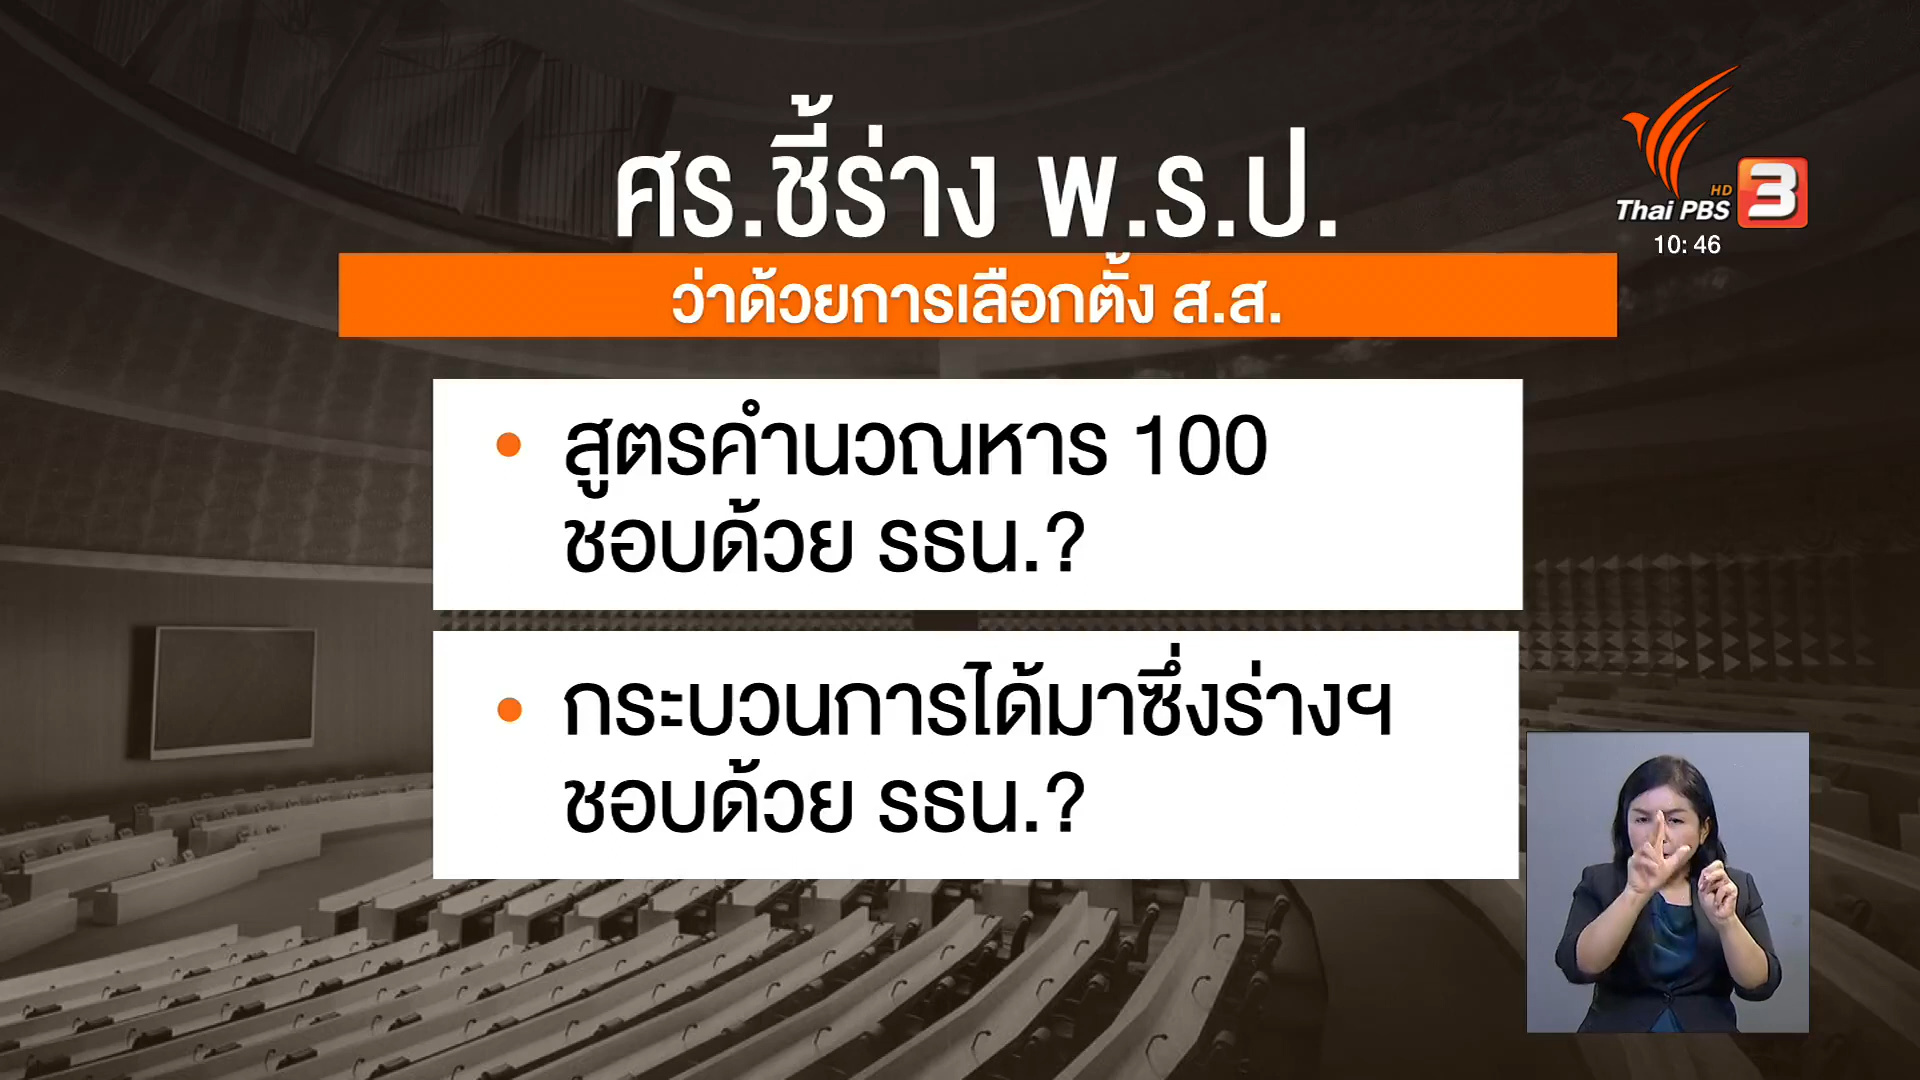 ศร.ชี้ร่าง พ.ร.ป.
ว่าด้วยการเลือกตั้ง ส.ส.
HD
Thai PBS 3
10:46
• สูตรคำนวณหาร 100
ชอบด้วย รธน.?
• กระบวนการได้มาซึ่งร่างฯ
ชอบด้วย รธน.?